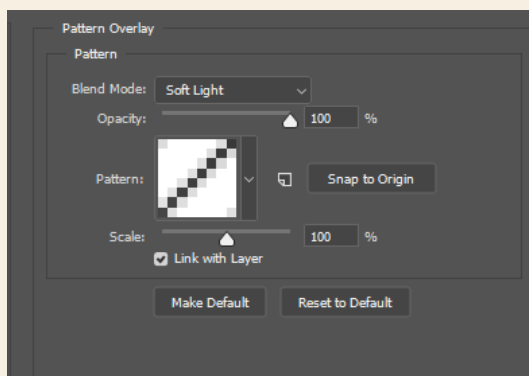 Pattern Overlay
Pattern
Blend Mode: Soft Light
Opacity: 100 %
Pattern: Snap to Origin
Scale: 100 %
Link with Layer
Make Default Reset to Default